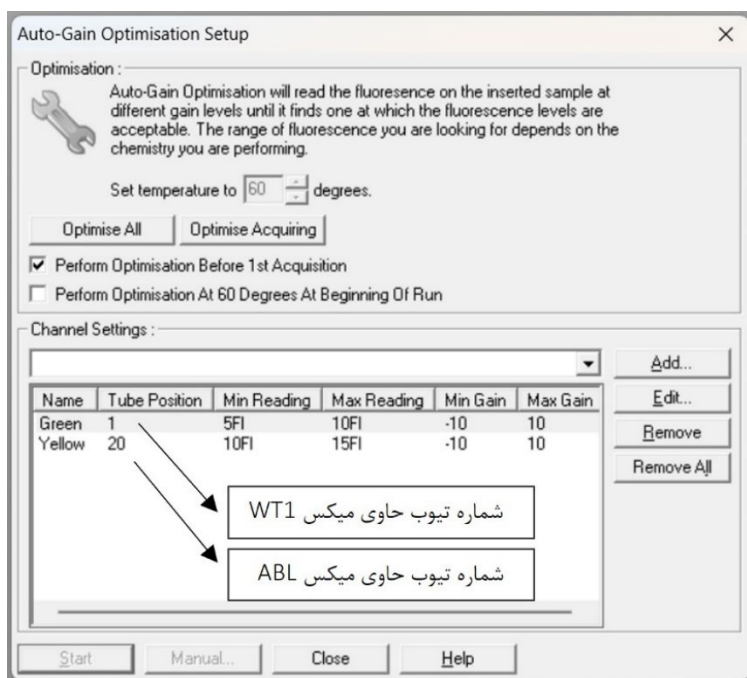 Auto-Gain Optimisation Setup
Optimisation :
Auto-Gain Optimisation will read the fluoresence on the inserted sample at
different gain levels until it finds one at which the fluorescence levels are
acceptable. The range of fluorescence you are looking for depends on the
chemistry you are performing.
Set temperature to 60 degrees.
Optimise All Optimise Acquiring
Perform Optimisation Before 1st Acquisition
Perform Optimisation At 60 Degrees At Beginning Of Run
Channel Settings :
Add...
Name Tube Position Min Reading Max Reading Min Gain Max Gain
Edit...
Green 1 5Fl 10Fl -10 10
Yellow 20 10Fl 15Fl -10 10
Remove
Remove All
شماره تیوب حاوی میکس WT1
شماره تیوب حاوی میکس ABL
Start Manual... Close Help